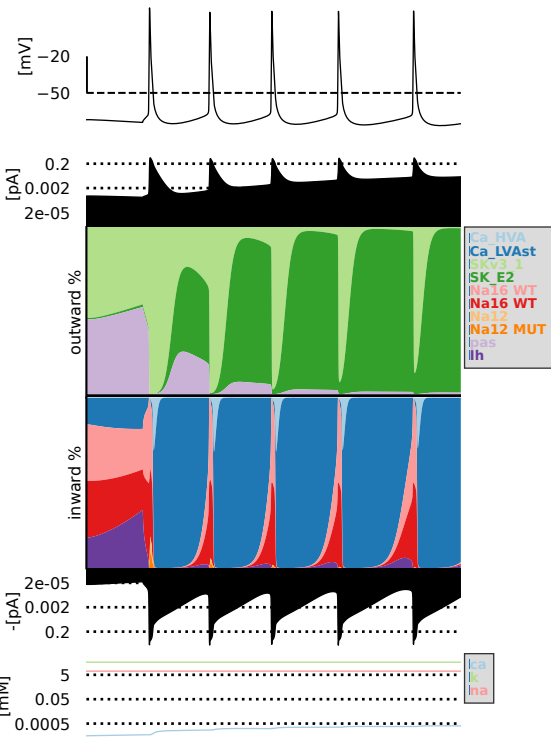 [mV]
−20
−50
[pA]
0.2
0.002
2e-05
outward %
Ca_HVA
Ca_LVAst
SKv3_1
SK_E2
Na16 WT
Na16 WT
Na12
Na12 MUT
pas
Ih
inward %
-[pA]
2e-05
0.002
0.2
[mM]
5
0.05
0.0005
ca
k
na